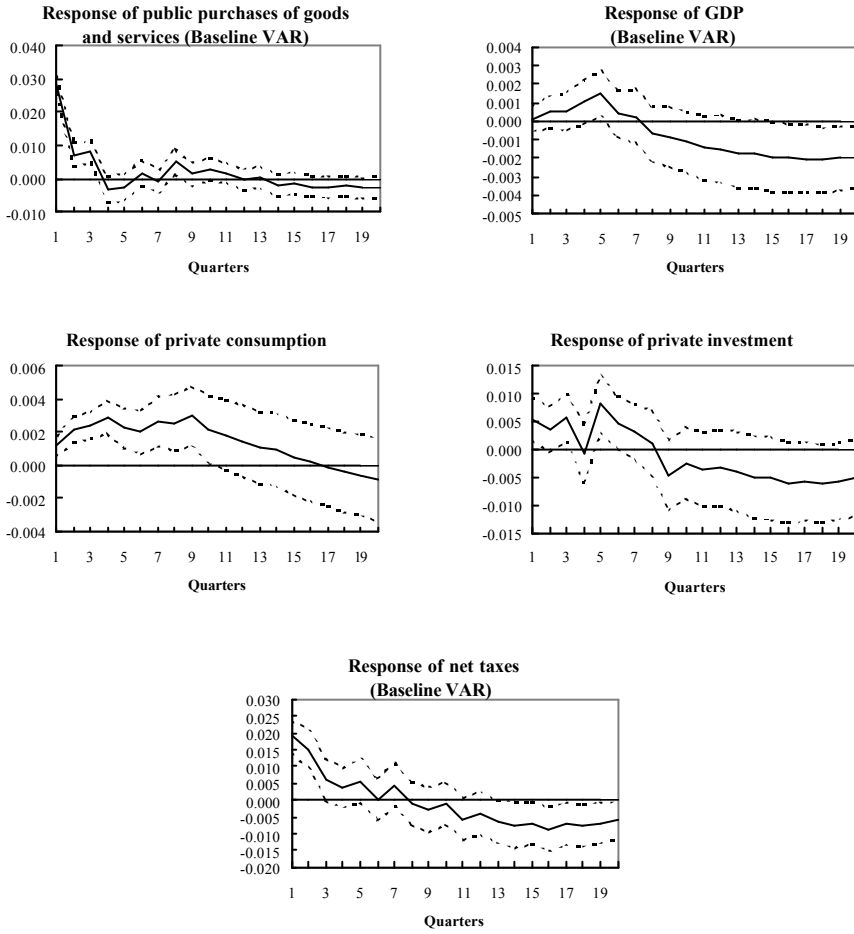 Response of public purchases of goods
and services (Baseline VAR)
0.040
0.030
0.020
0.010
0.000
-0.010
1 3 5 7 9 11 13 15 17 19
Quarters
Response of GDP
(Baseline VAR)
0.004
0.003
0.002
0.001
0.000
-0.001
-0.002
-0.003
-0.004
-0.005
1 3 5 7 9 11 13 15 17 19
Quarters
Response of private consumption
0.006
0.004
0.002
0.000
-0.002
-0.004
1 3 5 7 9 11 13 15 17 19
Quarters
Response of private investment
0.015
0.010
0.005
0.000
-0.005
-0.010
-0.015
1 3 5 7 9 11 13 15 17 19
Quarters
Response of net taxes
(Baseline VAR)
0.030
0.025
0.020
0.015
0.010
0.005
0.000
-0.005
-0.010
-0.015
-0.020
1 3 5 7 9 11 13 15 17 19
Quarters